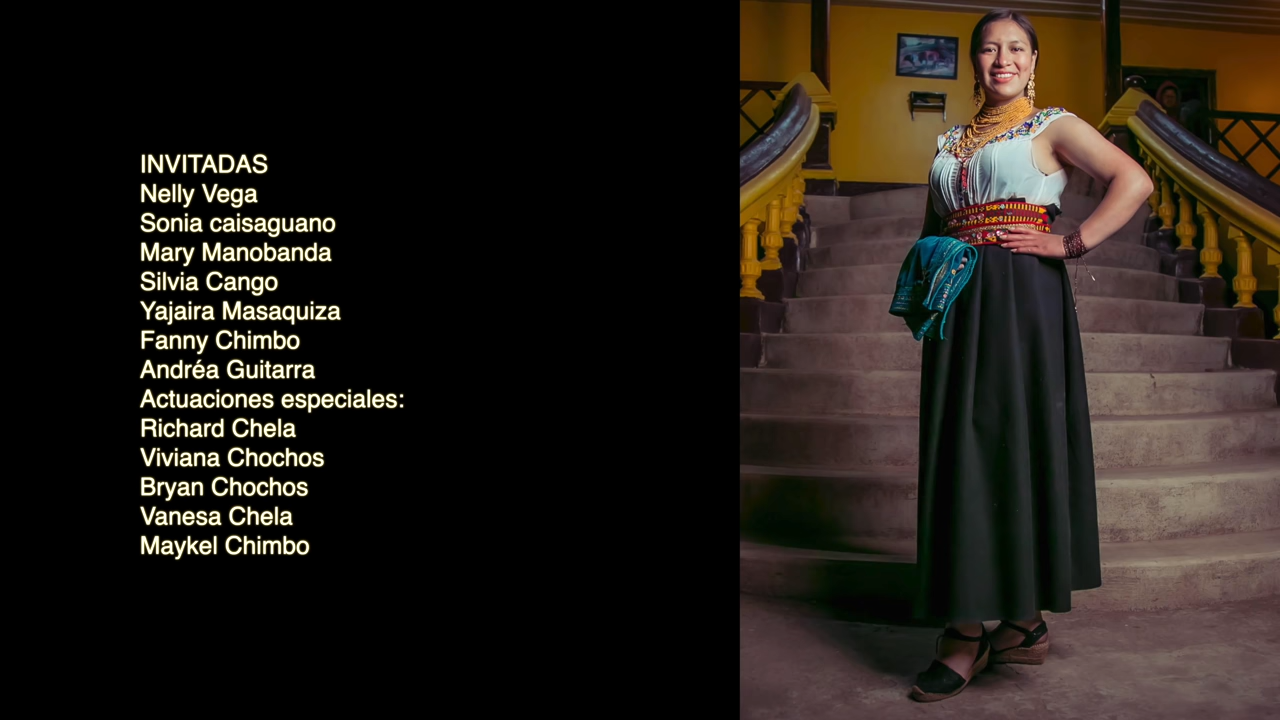 INVITADAS
Nelly Vega
Sonia caisaguano
Mary Manobanda
Silvia Cango
Yajaira Masaquiza
Fanny Chimbo
Andréa Guitarra
Actuaciones especiales:
Richard Chela
Viviana Chochos
Bryan Chochos
Vanesa Chela
Maykel Chimbo